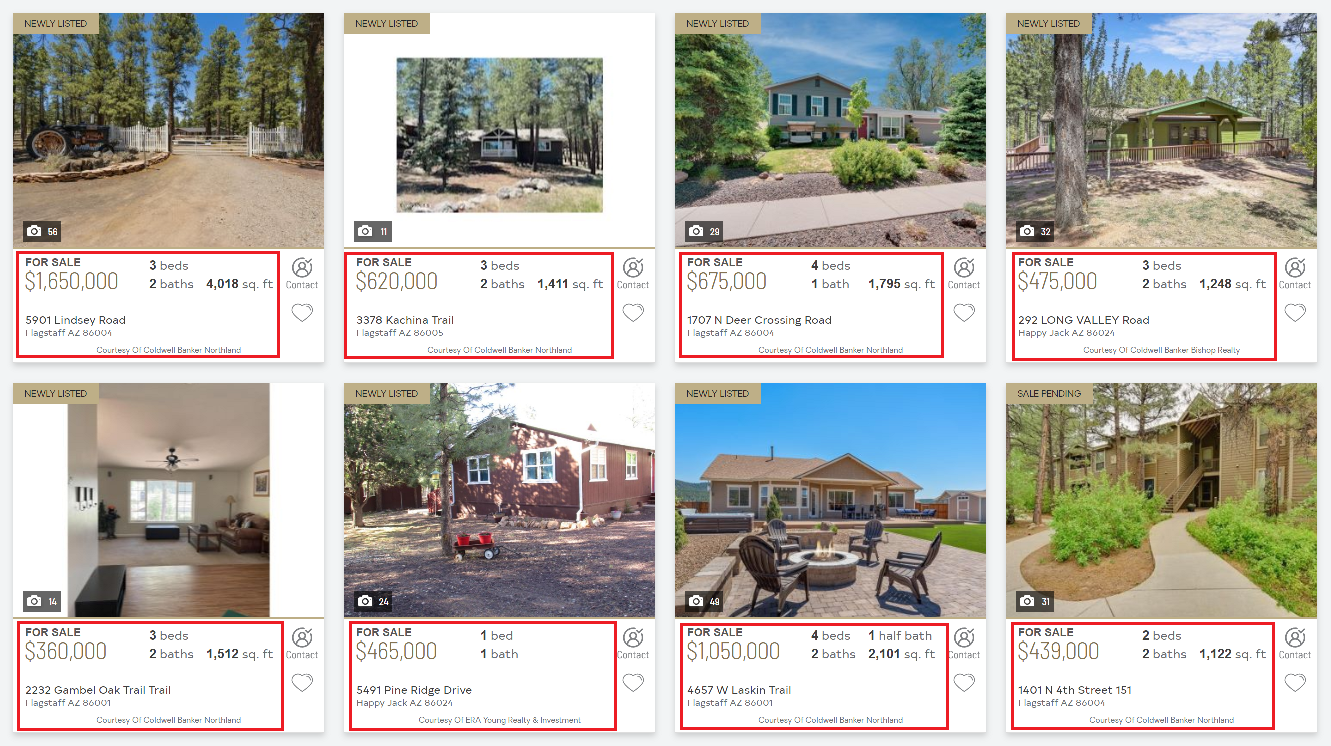 NEWLY LISTED
56
FOR SALE
$1,650,000
3 beds
2 baths 4,018 sq. ft
Contact
5901 Lindsey Road
Flagstaff AZ 86004
Courtesy Of Coldwell Banker Northland
NEWLY LISTED
11
FOR SALE
$620,000
3 beds
2 baths 1,411 sq. ft
Contact
3378 Kachina Trail
Flagstaff AZ 86005
Courtesy Of Coldwell Banker Northland
NEWLY LISTED
29
FOR SALE
$675,000
4 beds
1 bath 1,795 sq. ft
Contact
1707 N Deer Crossing Road
Flagstaff AZ 86004
Courtesy Of Coldwell Banker Northland
NEWLY LISTED
32
FOR SALE
$475,000
3 beds
2 baths 1,248 sq. ft
Contact
292 LONG VALLEY Road
Happy Jack AZ 86024
Courtesy Of Coldwell Banker Bishop Realty
NEWLY LISTED
14
FOR SALE
$360,000
3 beds
2 baths 1,512 sq. ft
Contact
2232 Gambel Oak Trail Trail
Flagstaff AZ 86001
Courtesy Of Coldwell Banker Northland
NEWLY LISTED
24
FOR SALE
$465,000
1 bed
1 bath
Contact
5491 Pine Ridge Drive
Happy Jack AZ 86024
Courtesy Of ERA Young Realty & Investment
NEWLY LISTED
49
FOR SALE
$1,050,000
4 beds 1 half bath
2 baths 2,101 sq. ft
Contact
4657 W Laskin Trail
Flagstaff AZ 86001
Courtesy Of Coldwell Banker Northland
SALE PENDING
31
FOR SALE
$439,000
2 beds
2 baths 1,122 sq. ft
Contact
1401 N 4th Street 151
Flagstaff AZ 86004
Courtesy Of Coldwell Banker Northland